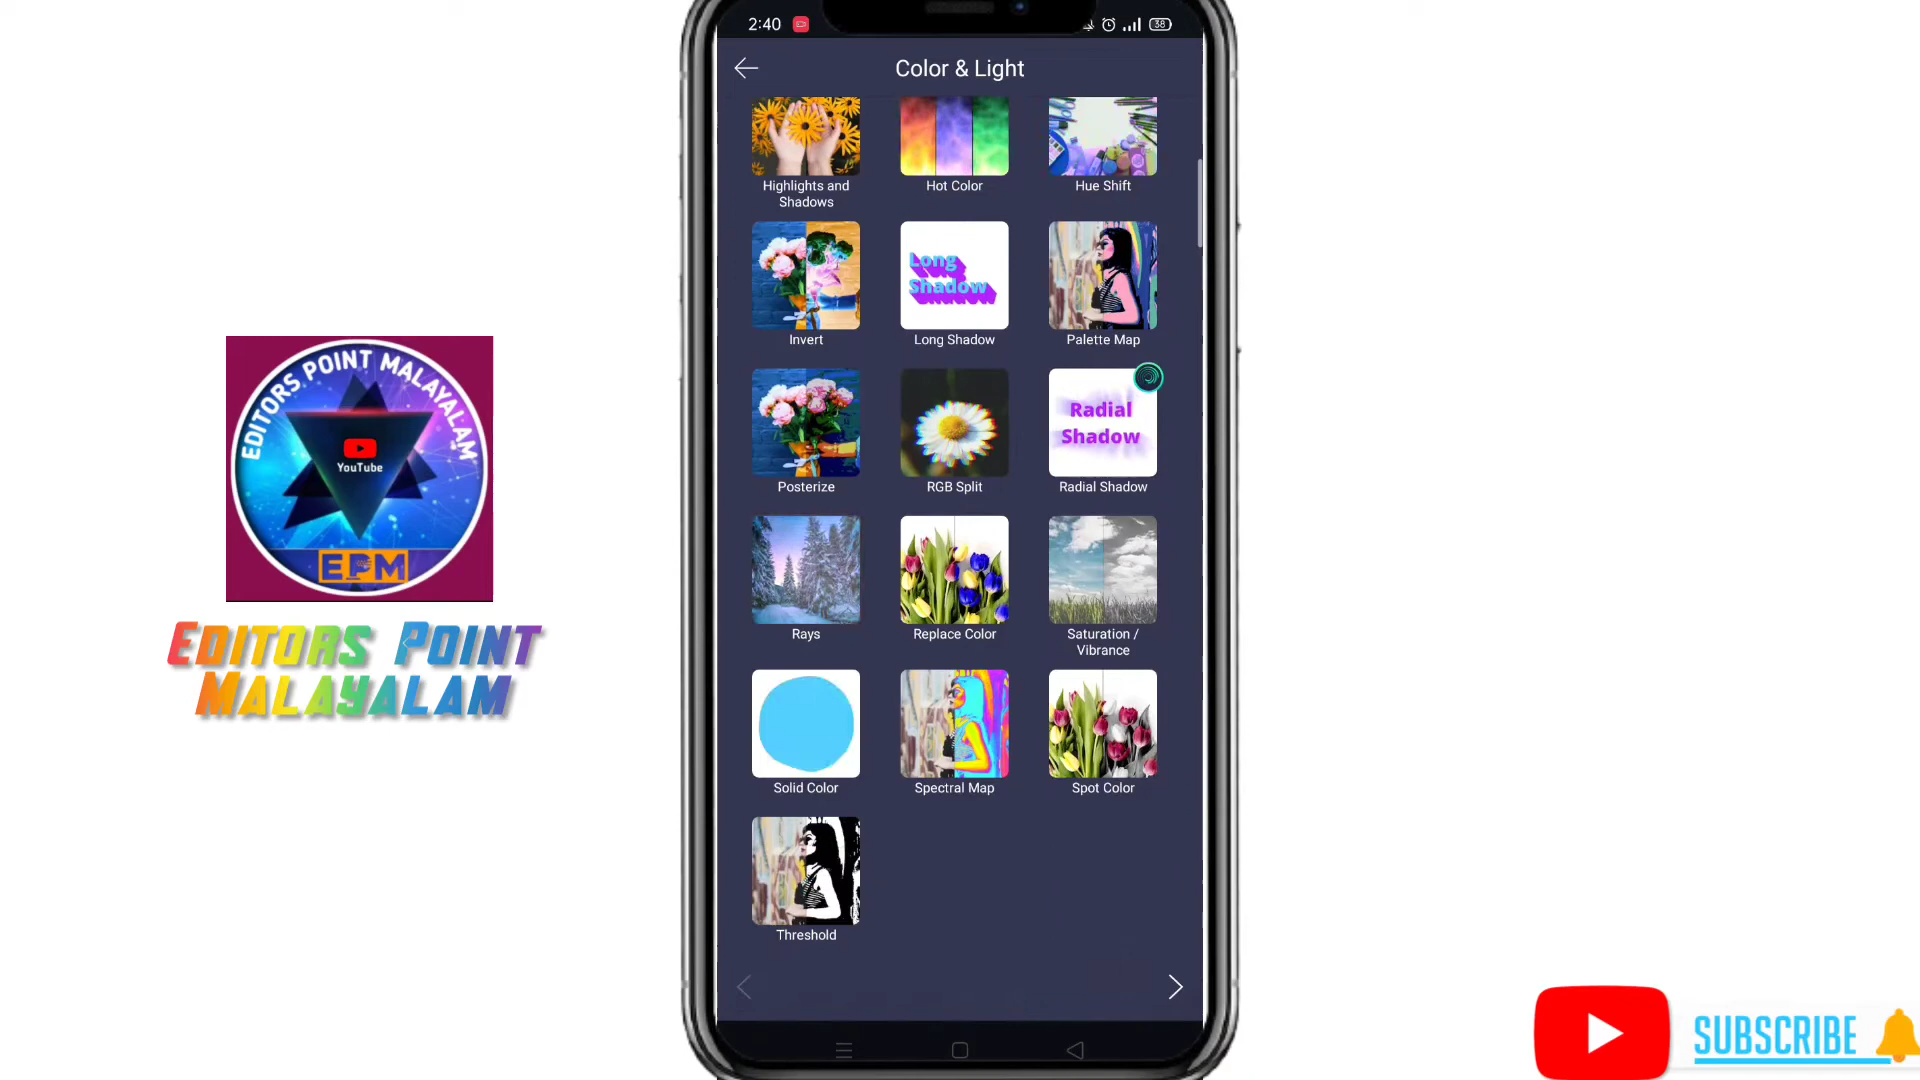 2:40
38
Color & Light
Highlights and
Shadows
Hot Color
Hue Shift
Invert
Long
Shadow
Long Shadow
Palette Map
Posterize
RGB Split
Radial
Shadow
Radial Shadow
Rays
Replace Color
Saturation /
Vibrance
Solid Color
Spectral Map
Spot Color
Threshold
EDITORS POINT MALAYALAM
YouTube
EPM
EDITORS POINT
MALAYALAM
SUBSCRIBE